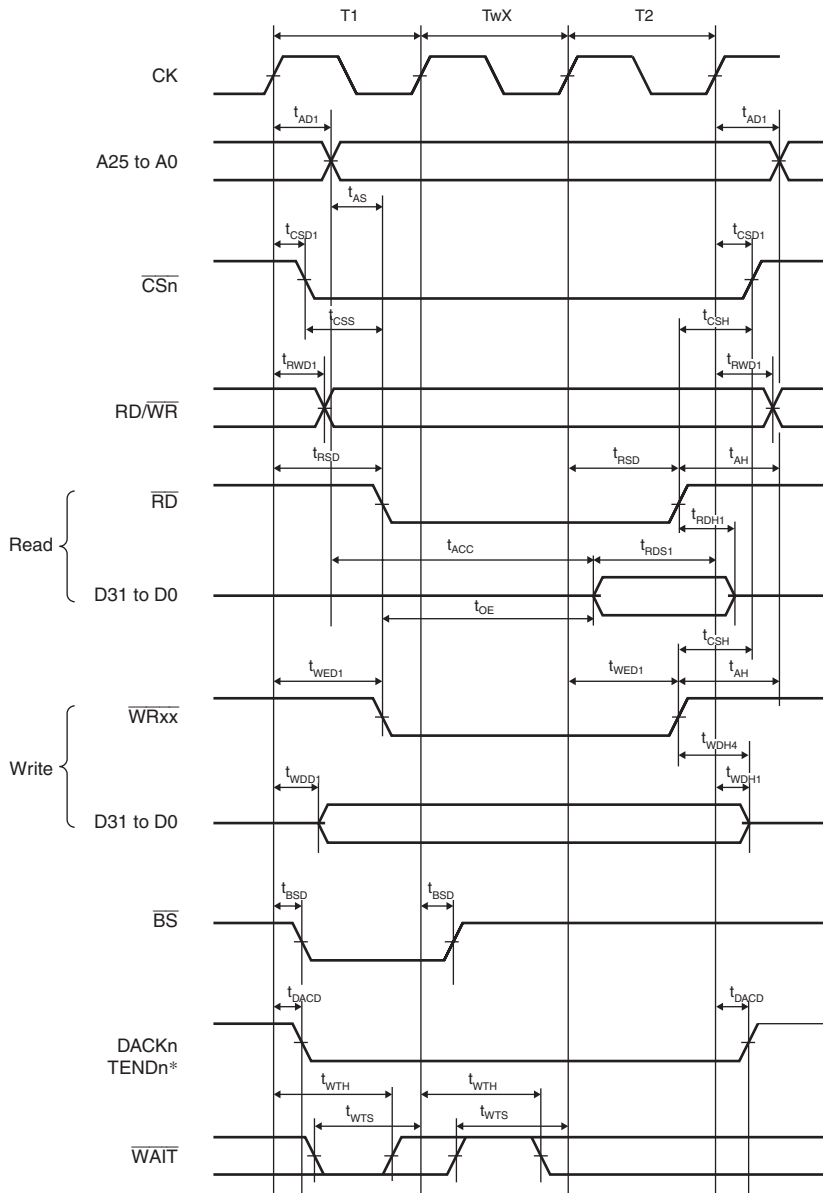 T1 TwX T2
CK
tAD1 tAD1
A25 to A0
tAS
tCSD1 tCSD1
CSn
tCSS tCSH
tRWD1 tRWD1
RD/WR
tRSD tRSD tAH
RD
tRDH1
Read
tACC tRDS1
D31 to D0
tOE
tCSH
tWED1 tWED1 tAH
WRxx
tWDH4
Write
tWDD1 tWDH1
D31 to D0
tBSD tBSD
BS
tDACD tDACD
DACKn
TENDn*
tWTH tWTH
tWTS tWTS
WAIT